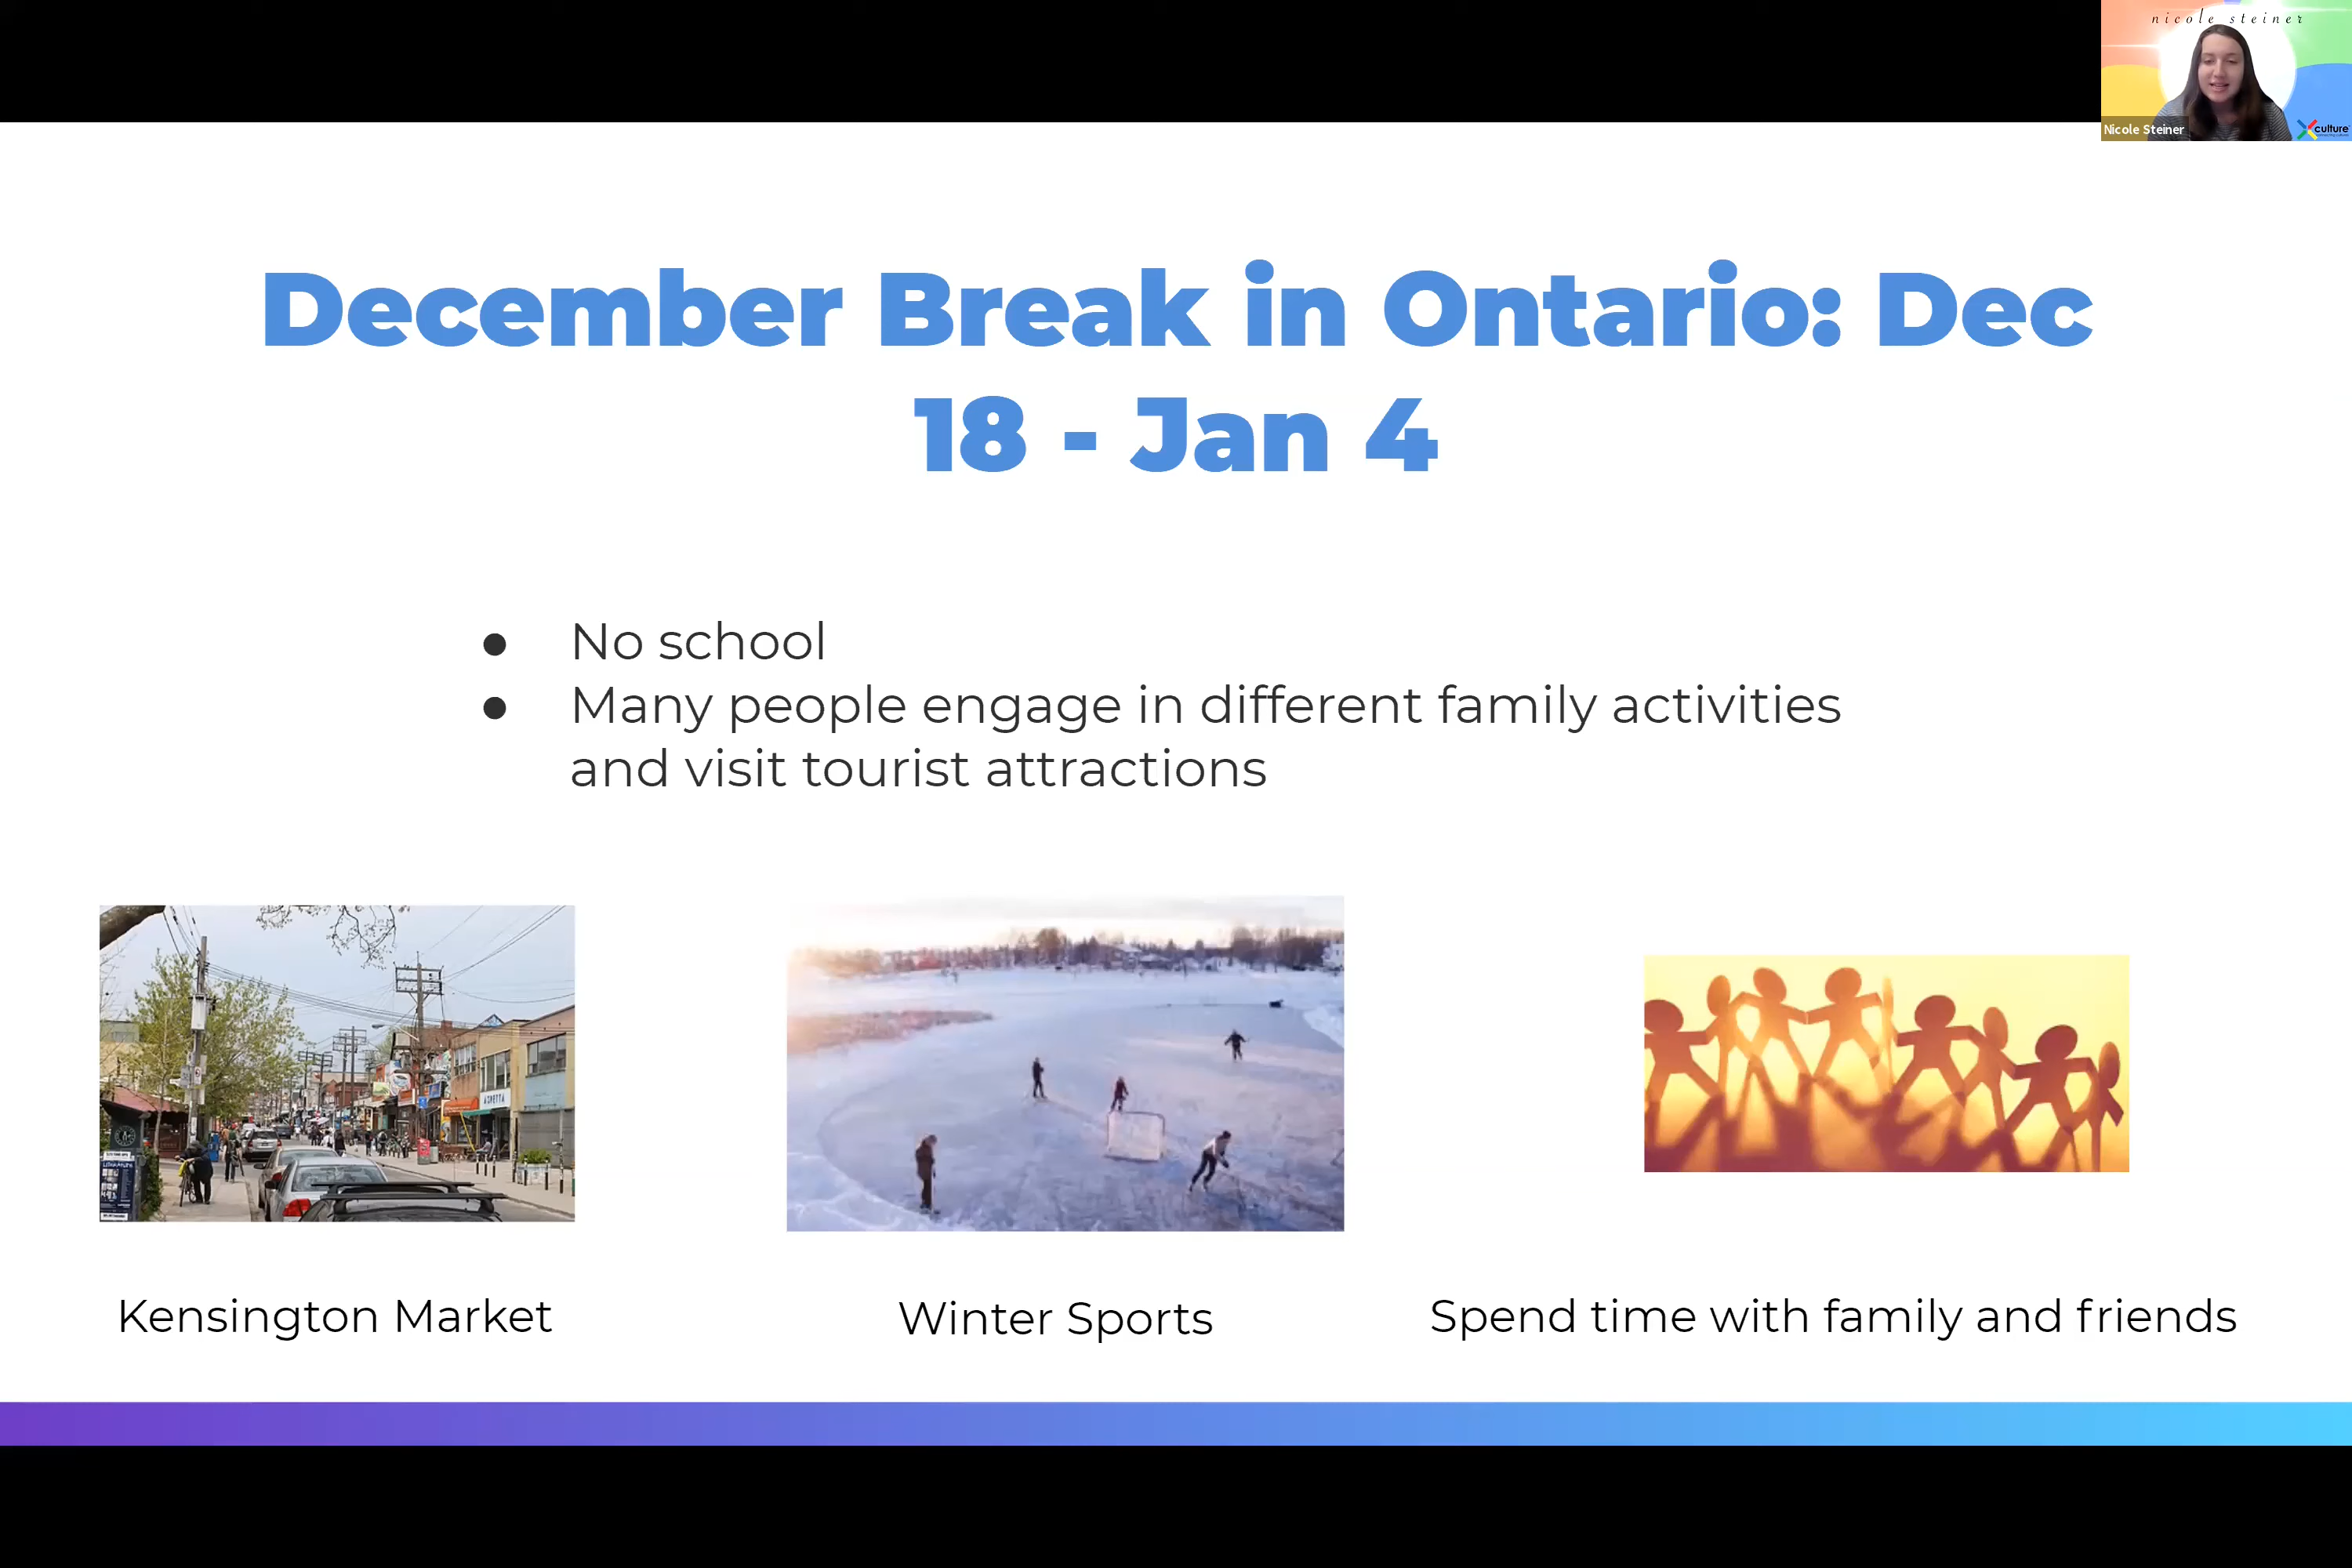 nicole steiner
Nicole Steiner
culture
December Break in Ontario: Dec
18 - Jan 4
● No school
● Many people engage in different family activities
and visit tourist attractions
Kensington Market
Winter Sports
Spend time with family and friends